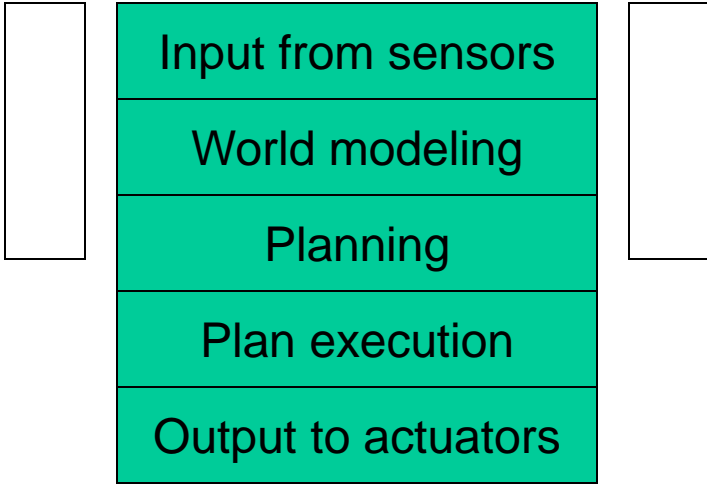 Input from sensors
World modeling
Planning
Plan execution
Output to actuators